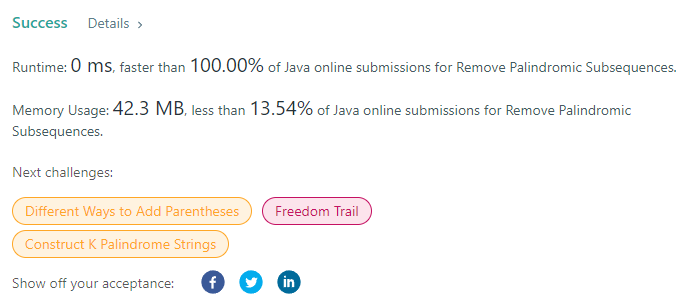 Success Details >
Runtime: 0 ms, faster than 100.00% of Java online submissions for Remove Palindromic Subsequences.
Memory Usage: 42.3 MB, less than 13.54% of Java online submissions for Remove Palindromic
Subsequences.
Next challenges:
Different Ways to Add Parentheses Freedom Trail
Construct K Palindrome Strings
Show off your acceptance: f in